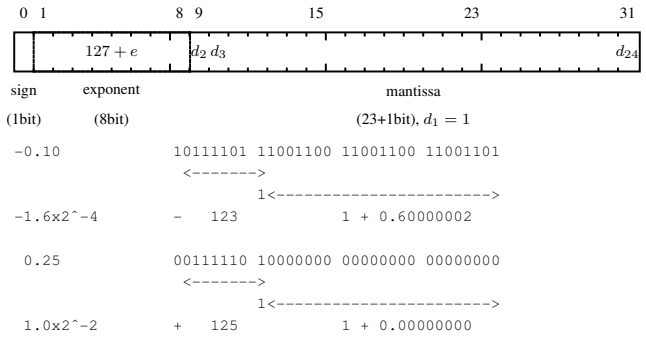 0 1 8 9 15 23 31
127 + e d2 d3 d24
sign exponent mantissa
(1bit) (8bit) (23+1bit), d1 = 1
-0.10 10111101 11001100 11001100 11001101
<------->
1<----------------------->
-1.6x2^-4 - 123 1 + 0.60000002
0.25 00111110 10000000 00000000 00000000
<------->
1<----------------------->
1.0x2^-2 + 125 1 + 0.00000000